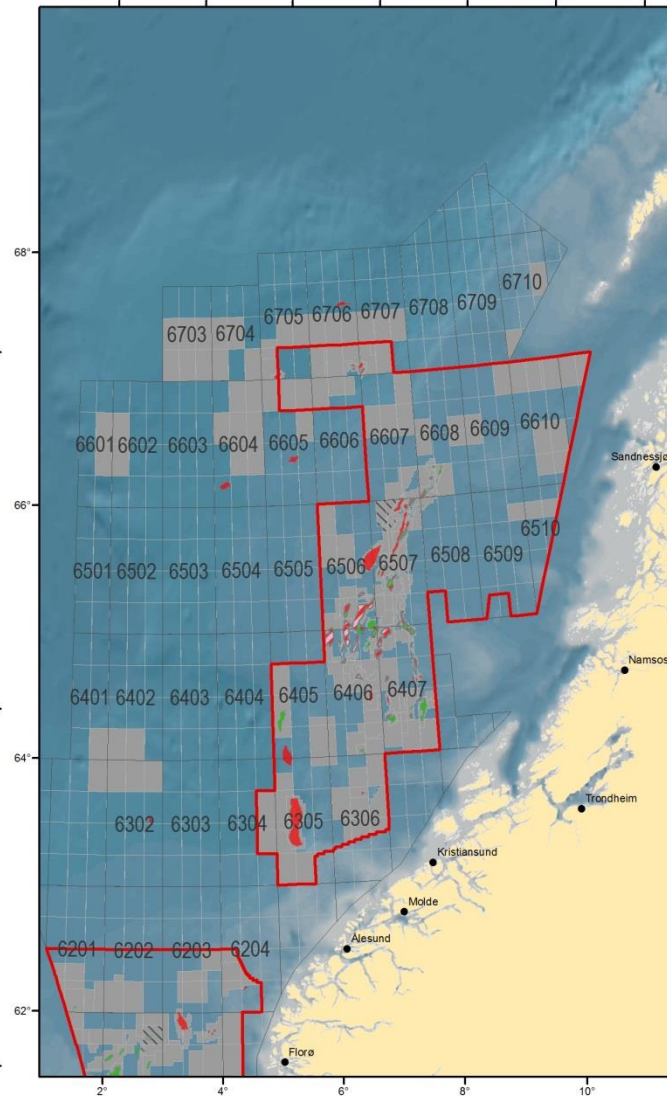 68°
6710
6705 6706 6707 6708 6709
6703 6704
6601 6602 6603 6604 6605 6606 6607 6608 6609 6610
Sandnessjø
66°
6501 6502 6503 6504 6505 6506 6507 6508 6509 6510
Namsos
6401 6402 6403 6404 6405 6406 6407
64°
6302 6303 6304 6305 6306
Trondheim
Kristiansund
Molde
Ålesund
6201 6202 6203 6204
62°
Florø
2° 4° 6° 8° 10°